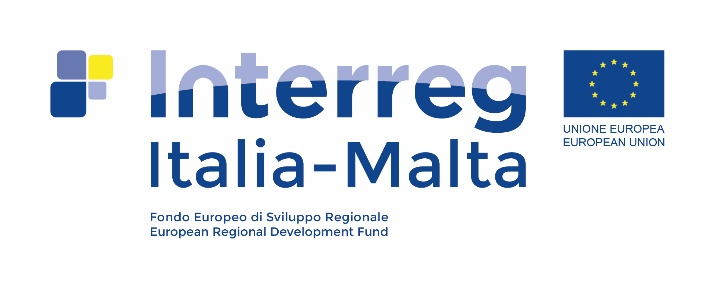 Interreg
Italia-Malta
Fondo Europeo di Sviluppo Regionale
European Regional Development Fund
UNIONE EUROPEA
EUROPEAN UNION